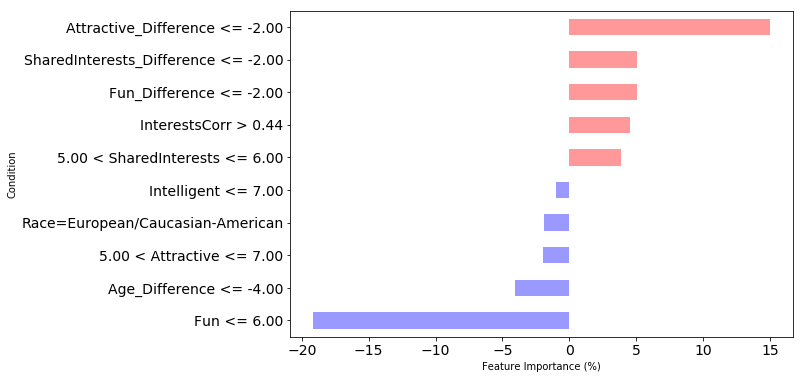 Attractive_Difference <= -2.00
SharedInterests_Difference <= -2.00
Fun_Difference <= -2.00
InterestsCorr > 0.44
5.00 < SharedInterests <= 6.00
Intelligent <= 7.00
Race=European/Caucasian-American
5.00 < Attractive <= 7.00
Age_Difference <= -4.00
Fun <= 6.00
Condition
−20 −15 −10 −5 0 5 10 15
Feature Importance (%)